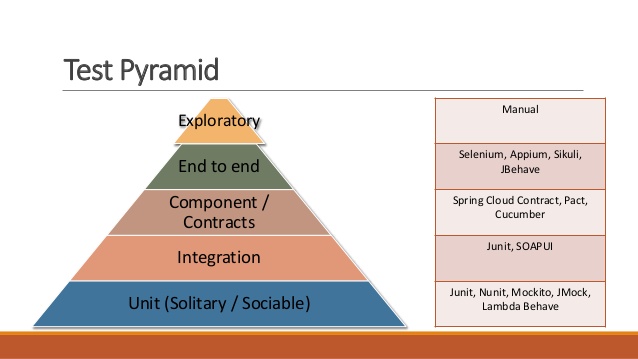 Test Pyramid
Exploratory
Manual
End to end
Selenium, Appium, Sikuli,
JBehave
Component /
Contracts
Spring Cloud Contract, Pact,
Cucumber
Integration
Junit, SOAPUI
Unit (Solitary / Sociable)
Junit, Nunit, Mockito, JMock,
Lambda Behave